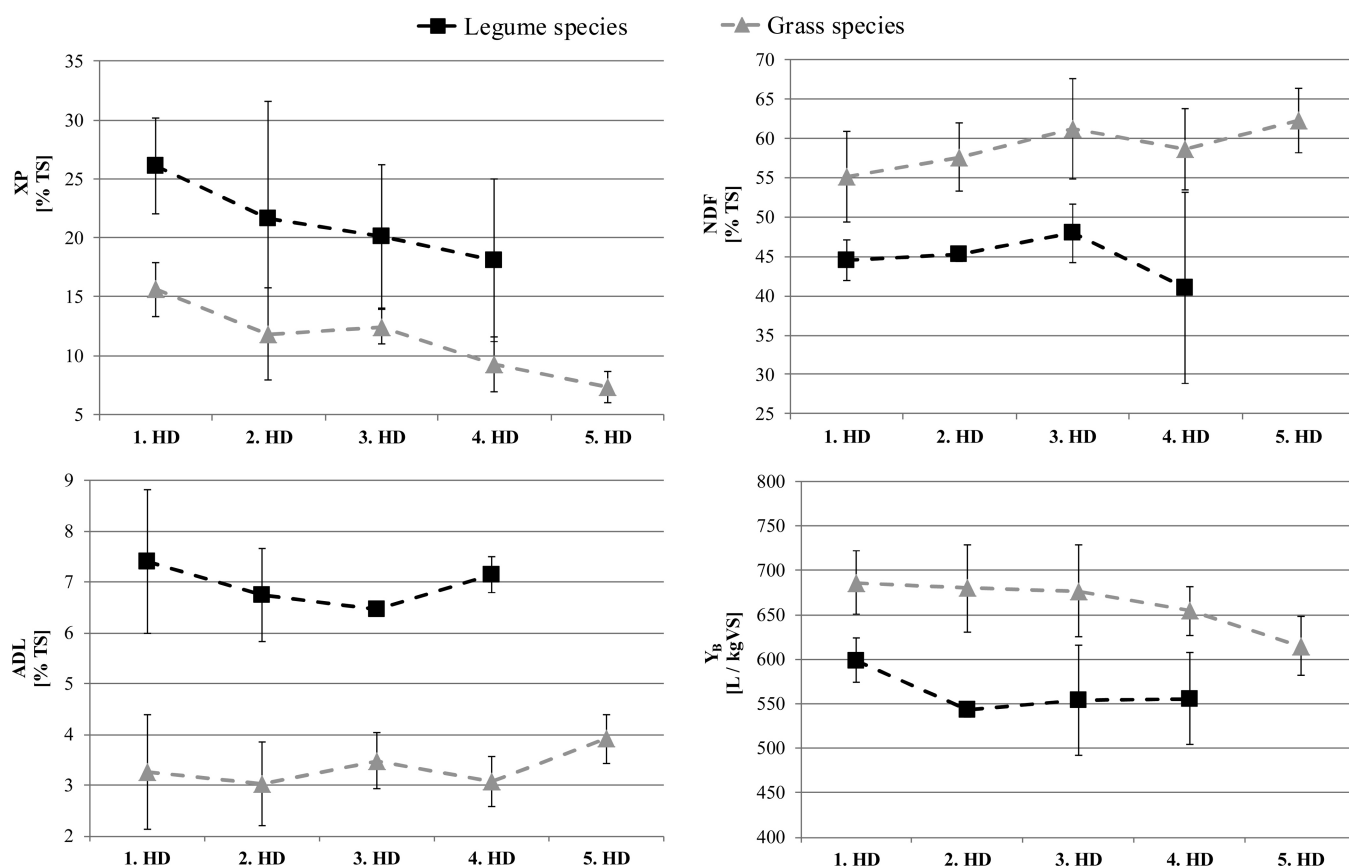 Legume species
Grass species
XP
[% TS]
35
30
25
20
15
10
5
1. HD 2. HD 3. HD 4. HD 5. HD
NDF
[% TS]
70
65
60
55
50
45
40
35
30
25
1. HD 2. HD 3. HD 4. HD 5. HD
ADL
[% TS]
9
8
7
6
5
4
3
2
1. HD 2. HD 3. HD 4. HD 5. HD
Y_B
[L / kgVS]
800
750
700
650
600
550
500
450
400
1. HD 2. HD 3. HD 4. HD 5. HD